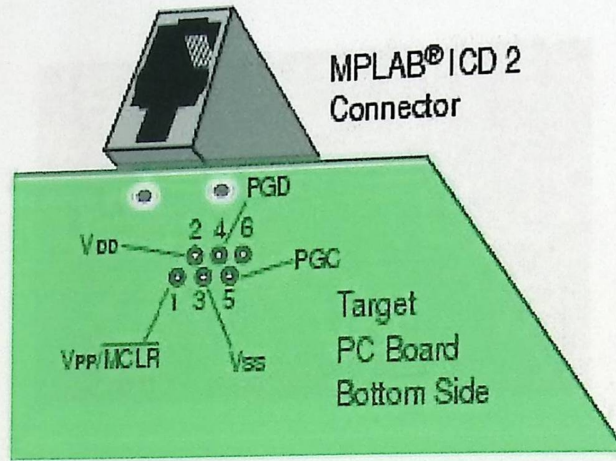 MPLAB® ICD 2
Connector
PGD
2 4 6
VDD
PGC
1 3 5
VPP/MCLR
VSS
Target
PC Board
Bottom Side